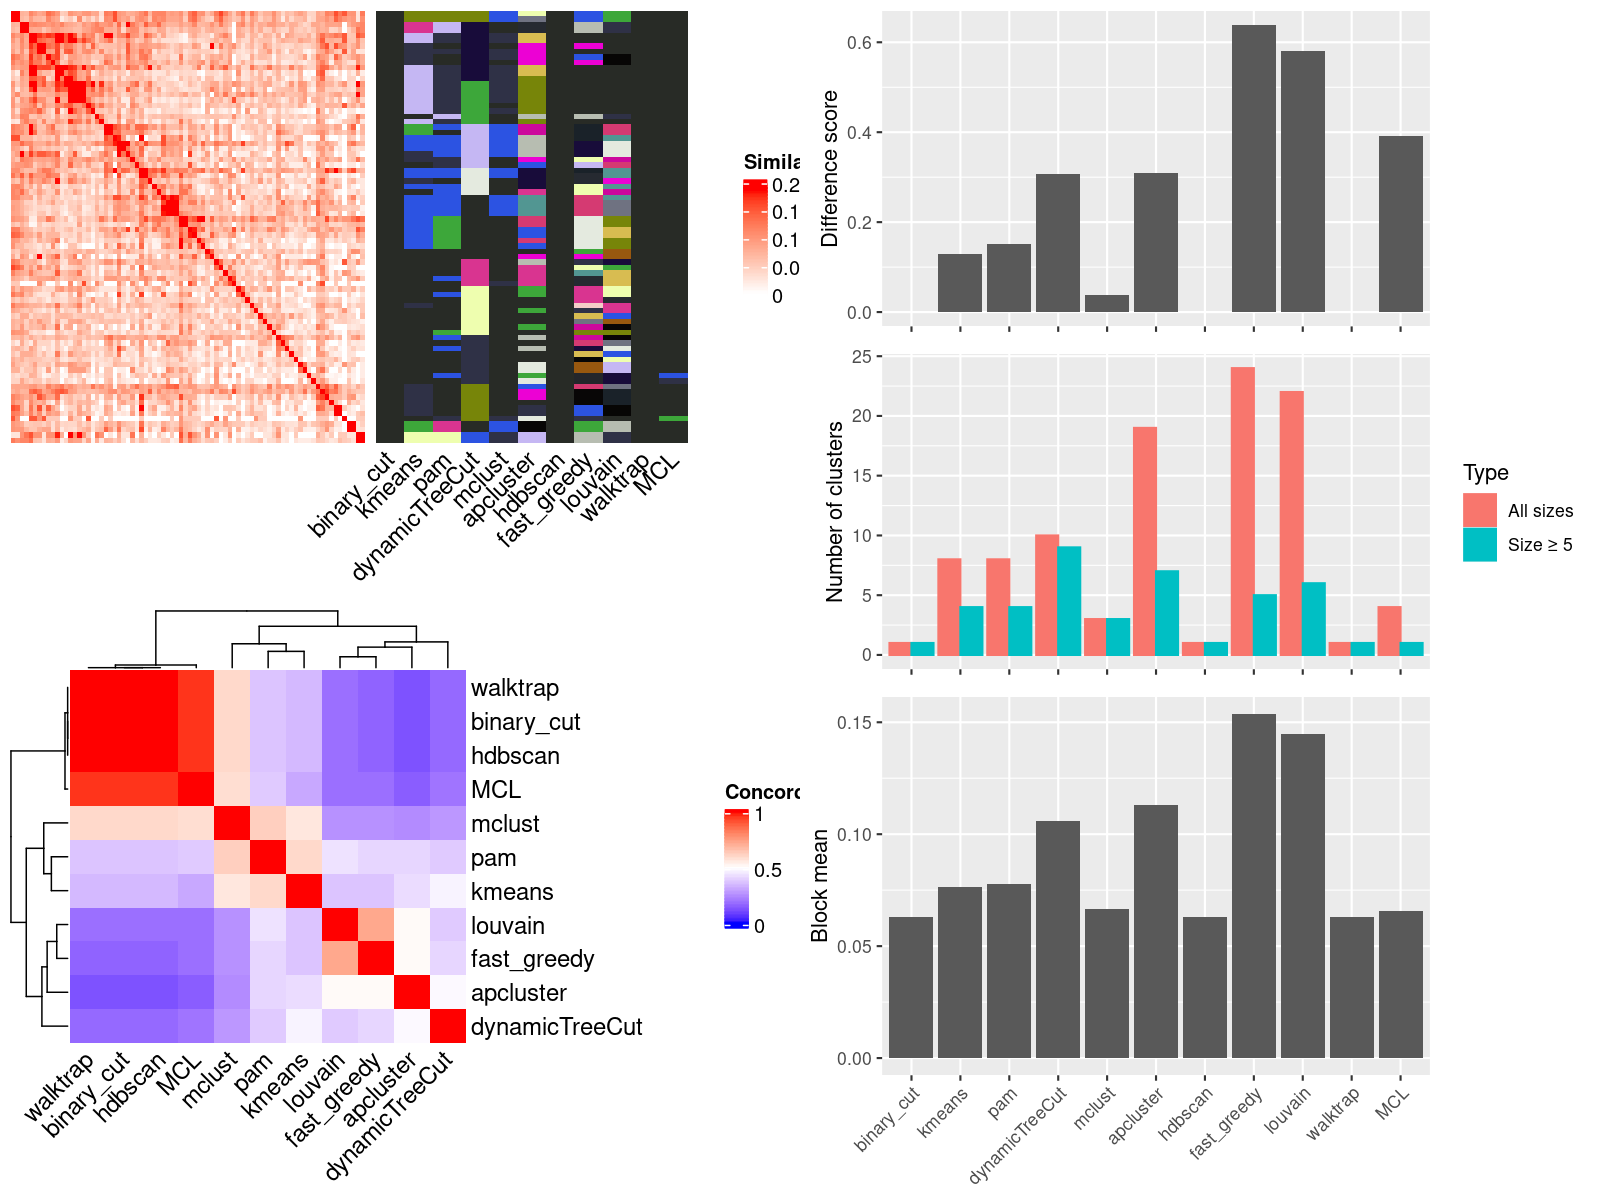 Simila
0.2
0.1
0.1
0.0
0
binary_cut
kmeans
pam
dynamicTreeCut
mclust
apcluster
hdbscan
fast_greedy
louvain
walktrap
MCL
walktrap
binary_cut
hdbscan
MCL
mclust
pam
kmeans
louvain
fast_greedy
apcluster
dynamicTreeCut
walktrap
binary_cut
hdbscan
MCL
mclust
pam
kmeans
louvain
fast_greedy
apcluster
dynamicTreeCut
Concord
1
0.5
0
Difference score
0.6
0.4
0.2
0.0
Number of clusters
25
20
15
10
5
0
Type
All sizes
Size ≥ 5
Block mean
0.15
0.10
0.05
0.00
binary_cut
kmeans
pam
dynamicTreeCut
mclust
apcluster
hdbscan
fast_greedy
louvain
walktrap
MCL